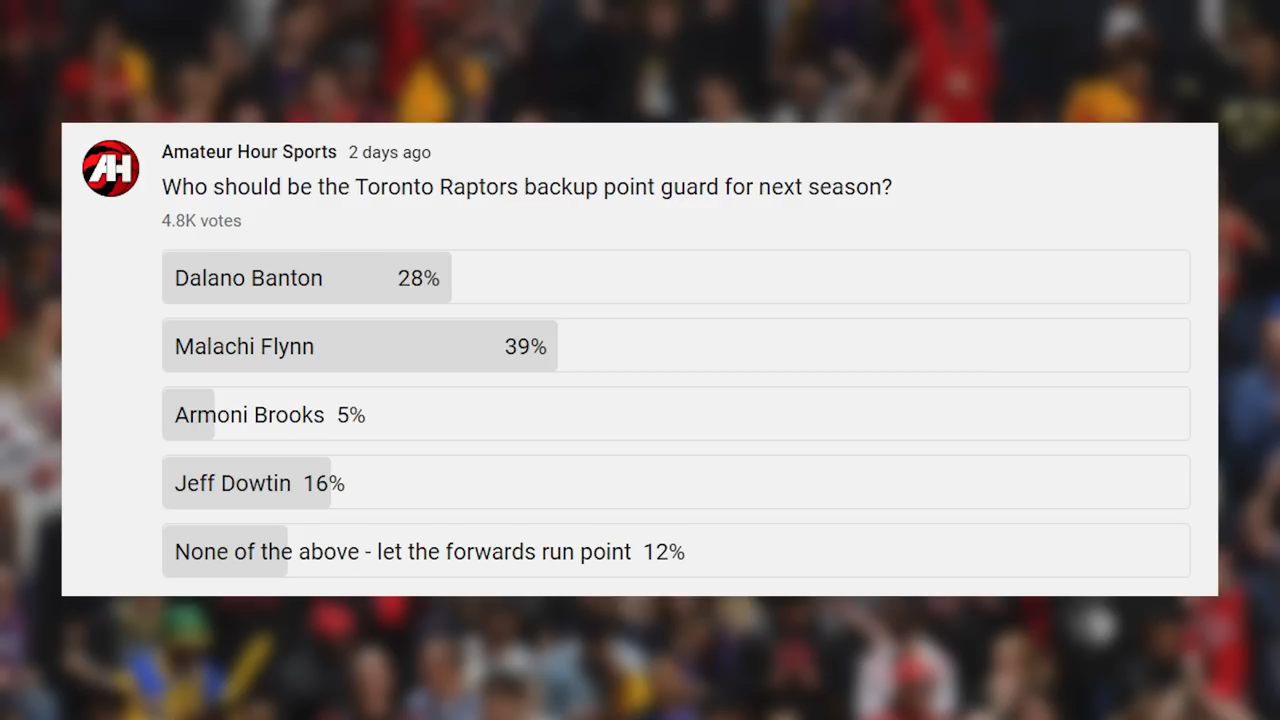 AH
Amateur Hour Sports 2 days ago
Who should be the Toronto Raptors backup point guard for next season?
4.8K votes
Dalano Banton 28%
Malachi Flynn 39%
Armoni Brooks 5%
Jeff Dowtin 16%
None of the above - let the forwards run point 12%